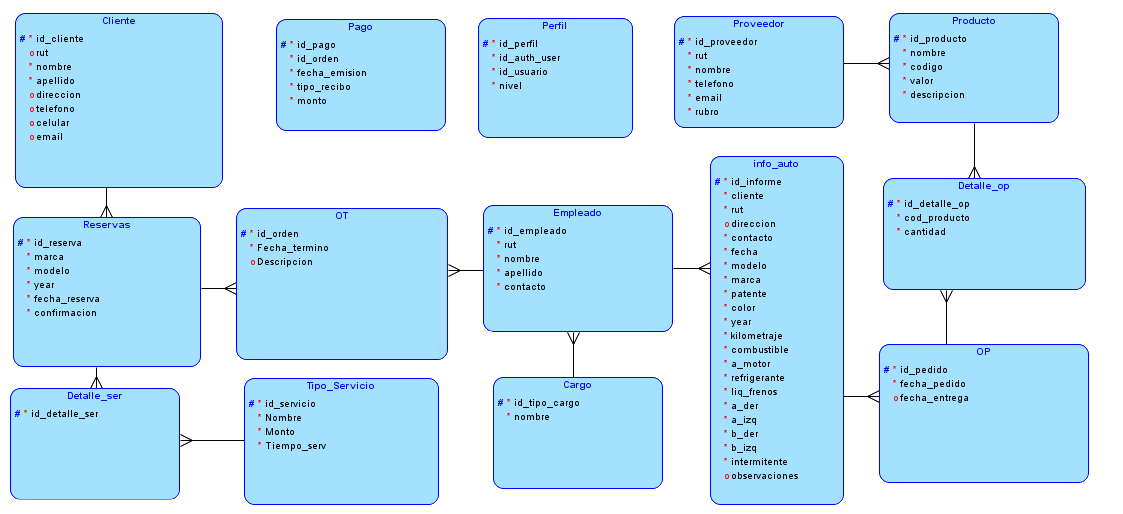 Cliente
# * id_cliente
o rut
* nombre
* apellido
o direccion
o telefono
o celular
o email
Pago
# * id_pago
* id_orden
* fecha_emision
* tipo_recibo
* monto
Perfil
# * id_perfil
* id_auth_user
* id_usuario
* nivel
Proveedor
# * id_proveedor
* rut
* nombre
* telefono
* email
* rubro
Producto
# * id_producto
* nombre
* codigo
* valor
* descripcion
Reservas
# * id_reserva
* marca
* modelo
* year
* fecha_reserva
* confirmacion
OT
# * id_orden
* Fecha_termino
o Descripcion
Empleado
# * id_empleado
* rut
* nombre
* apellido
* contacto
info_auto
# * id_informe
* cliente
* rut
o direccion
* contacto
* fecha
* modelo
* marca
* patente
* color
* year
* kilometraje
* combustible
* a_motor
* refrigerante
* liq_frenos
* a_der
* a_izq
* b_der
* b_izq
* intermitente
o observaciones
Detalle_op
# * id_detalle_op
* cod_producto
* cantidad
Detalle_ser
# * id_detalle_ser
Tipo_Servicio
# * id_servicio
* Nombre
* Monto
* Tiempo_serv
Cargo
# * id_tipo_cargo
* nombre
OP
# * id_pedido
* fecha_pedido
o fecha_entrega